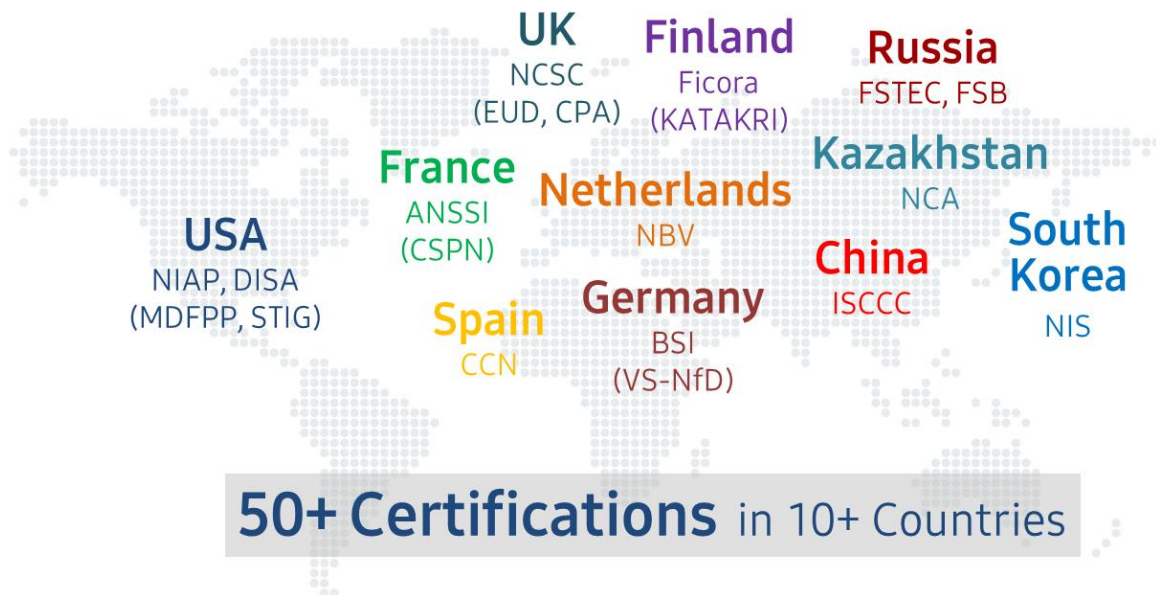 UK
NCSC
(EUD, CPA)
Finland
Ficora
(KATAKRI)
Russia
FSTEC, FSB
France
ANSSI
(CSPN)
Netherlands
NBV
Kazakhstan
NCA
USA
NIAP, DISA
(MDFPP, STIG)
Spain
CCN
Germany
BSI
(VS-NfD)
China
ISCCC
South
Korea
NIS
50+ Certifications in 10+ Countries